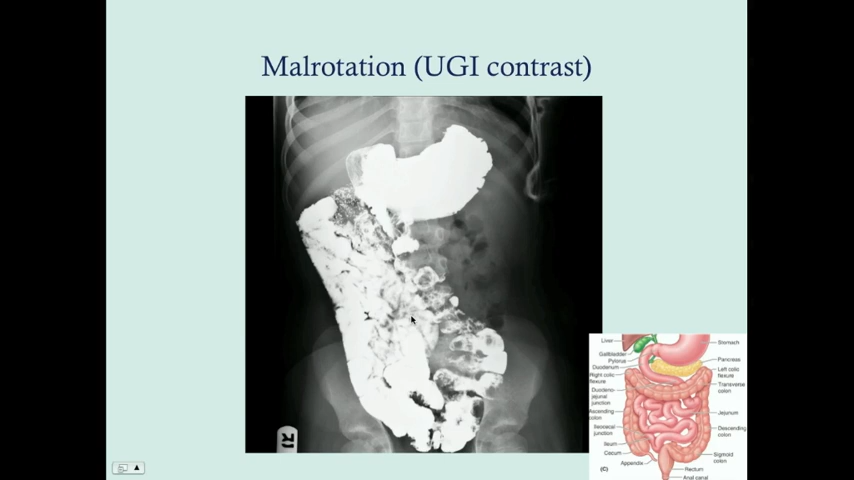 Malrotation (UGI contrast)
R
Liver
Gallbladder
Pylorus
Duodenum
Right colic
flexure
Duodeno-
jejunal
junction
Ascending
colon
Ileocecal
junction
Ileum
Cecum
Appendix
(C)
Stomach
Pancreas
Left colic
flexure
Transverse
colon
Jejunum
Descending
colon
Sigmoid
colon
Rectum
Anal canal